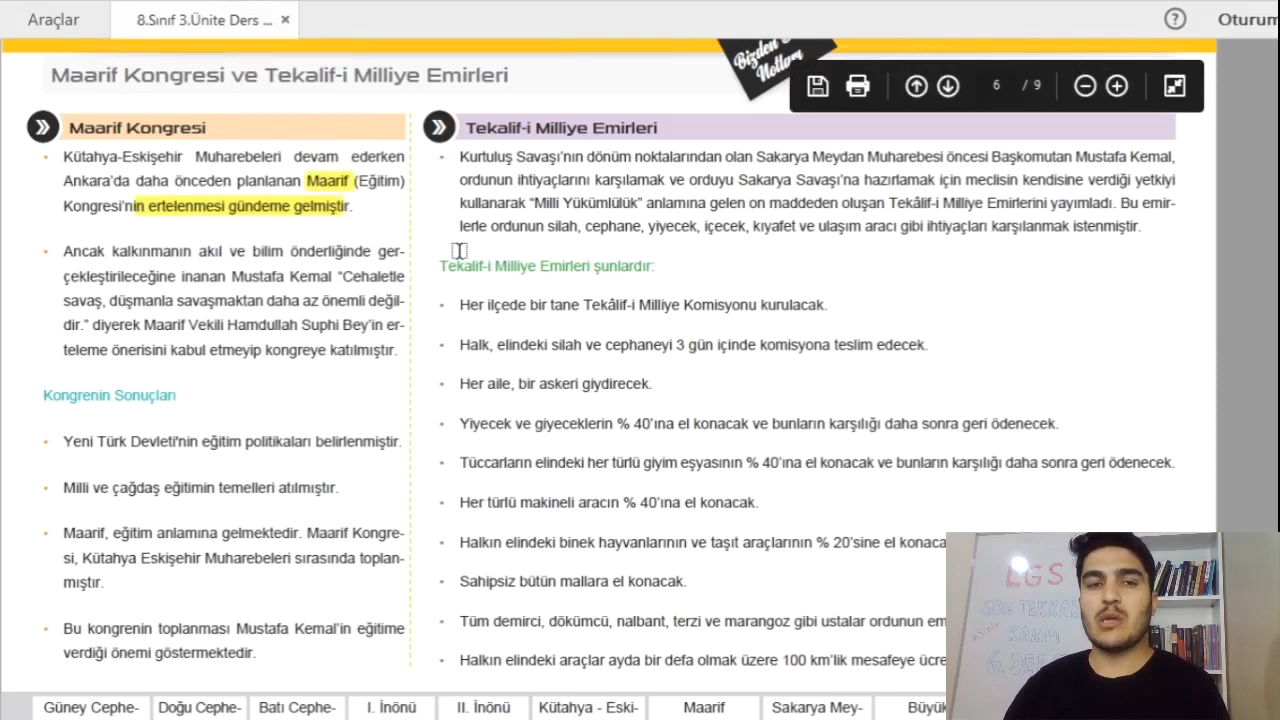 Araçlar
8.Sınıf 3.Ünite Ders ...
Oturum
Bizden
Notları
Maarif Kongresi ve Tekalif-i Milliye Emirleri
6 / 9
Maarif Kongresi
Kütahya-Eskişehir Muharebeleri devam ederken
Ankara'da daha önceden planlanan Maarif (Eğitim)
Kongresi'nin ertelenmesi gündeme gelmiştir.
Ancak kalkınmanın akıl ve bilim önderliğinde ger-
çekleştirileceğine inanan Mustafa Kemal “Cehaletle
savaş, düşmanla savaşmaktan daha az önemli değil-
dir.” diyerek Maarif Vekili Hamdullah Suphi Bey'in er-
teleme önerisini kabul etmeyip kongreye katılmıştır.
Kongrenin Sonuçları
Yeni Türk Devleti'nin eğitim politikaları belirlenmiştir.
Milli ve çağdaş eğitimin temelleri atılmıştır.
Maarif, eğitim anlamına gelmektedir. Maarif Kongre-
si, Kütahya Eskişehir Muharebeleri sırasında toplan-
mıştır.
Bu kongrenin toplanması Mustafa Kemal'in eğitime
verdiği önemi göstermektedir.
Tekalif-i Milliye Emirleri
Kurtuluş Savaşı'nın dönüm noktalarından olan Sakarya Meydan Muharebesi öncesi Başkomutan Mustafa Kemal,
ordunun ihtiyaçlarını karşılamak ve orduyu Sakarya Savaşı'na hazırlamak için meclisin kendisine verdiği yetkiyi
kullanarak “Milli Yükümlülük” anlamına gelen on maddeden oluşan Tekâlif-i Milliye Emirlerini yayımladı. Bu emir-
lerle ordunun silah, cephane, yiyecek, içecek, kıyafet ve ulaşım aracı gibi ihtiyaçları karşılanmak istenmiştir.
Tekalif-i Milliye Emirleri şunlardır:
Her ilçede bir tane Tekâlif-i Milliye Komisyonu kurulacak.
Halk, elindeki silah ve cephaneyi 3 gün içinde komisyona teslim edecek.
Her aile, bir askeri giydirecek.
Yiyecek ve giyeceklerin % 40'ına el konacak ve bunların karşılığı daha sonra geri ödenecek.
Tüccarların elindeki her türlü giyim eşyasının % 40'ına el konacak ve bunların karşılığı daha sonra geri ödenecek.
Her türlü makineli aracın % 40'ına el konacak.
Halkın elindeki binek hayvanlarının ve taşıt araçlarının % 20'sine el konaca
Sahipsiz bütün mallara el konacak.
Tüm demirci, dökümcü, nalbant, terzi ve marangoz gibi ustalar ordunun em
Halkın elindeki araçlar ayda bir defa olmak üzere 100 km'lik mesafeye ücre
LGS
SON TEKRAR
KAMPI
6. DERS
Güney Cephe-
Doğu Cephe-
Batı Cephe-
I. İnönü
II. İnönü
Kütahya - Eski-
Maarif
Sakarya Mey-
Büyük